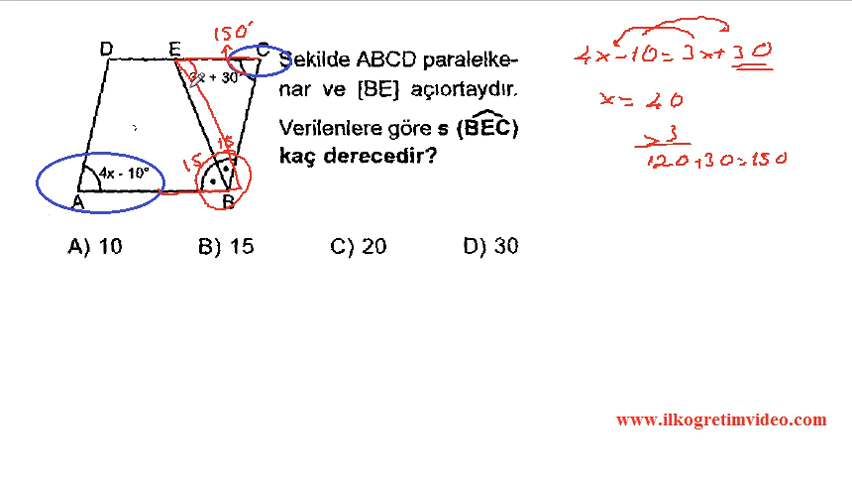 150°
D E C
3x + 30°
15 15
4x - 10°
A B
Şekilde ABCD paralelke-
nar ve [BE] açıortaydır.
Verilenlere göre s (BEC)
kaç derecedir?
A) 10 B) 15 C) 20 D) 30
4x - 10 = 3x + 30
x = 40
x 3
120 + 30 = 150
www.ilkogretimvideo.com